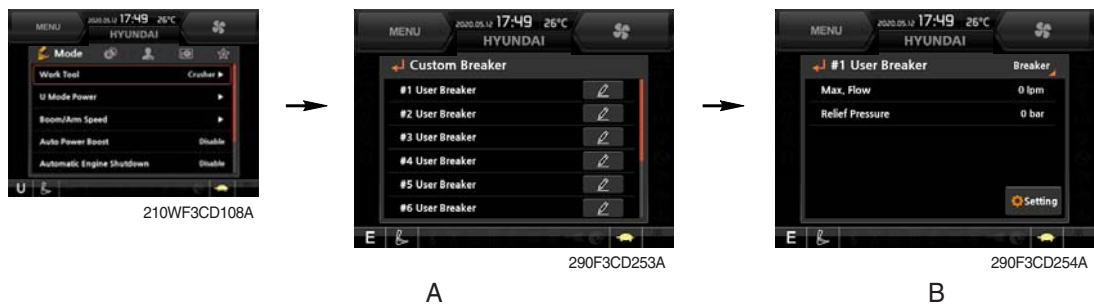 MENU
2020.05.12 17:49 26°C
HYUNDAI
Mode
Work Tool Crusher
U Mode Power
Boom/Arm Speed
Auto Power Boost Disable
Automatic Engine Shutdown Disable
U
210WF3CD108A
MENU
2020.05.12 17:49 26°C
HYUNDAI
Custom Breaker
#1 User Breaker
#2 User Breaker
#3 User Breaker
#4 User Breaker
#5 User Breaker
#6 User Breaker
E
290F3CD253A
A
MENU
2020.05.12 17:49 26°C
HYUNDAI
#1 User Breaker Breaker
Max, Flow 0 lpm
Relief Pressure 0 bar
Setting
E
290F3CD254A
B